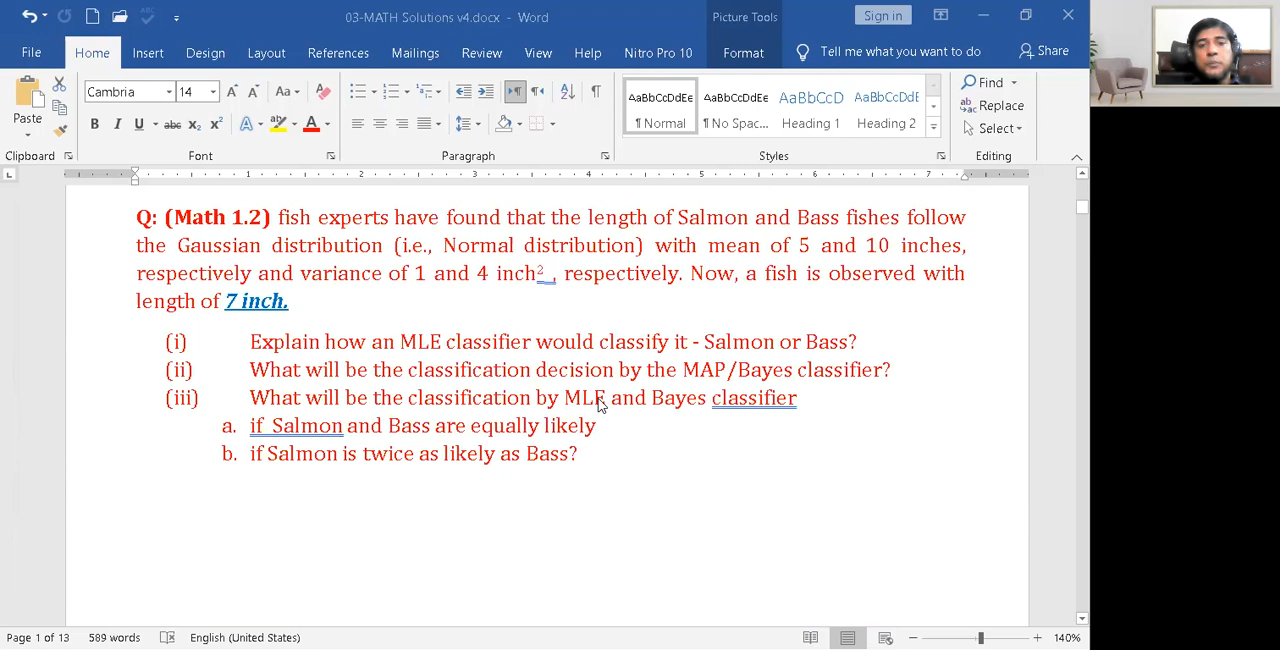 03-MATH Solutions v4.docx - Word
Picture Tools
Sign in
File Home Insert Design Layout References Mailings Review View Help Nitro Pro 10 Format Tell me what you want to do Share
Paste
Cambria 14
AaBbCcDdEe AaBbCcDdEe AaBbCcD AaBbCcDdE
¶ Normal ¶ No Spac... Heading 1 Heading 2
Find
Replace
Select
Clipboard Font Paragraph Styles Editing
1 2 3 4 5 6 7
Q: (Math 1.2) fish experts have found that the length of Salmon and Bass fishes follow
the Gaussian distribution (i.e., Normal distribution) with mean of 5 and 10 inches,
respectively and variance of 1 and 4 inch² , respectively. Now, a fish is observed with
length of 7 inch.
(i) Explain how an MLE classifier would classify it - Salmon or Bass?
(ii) What will be the classification decision by the MAP/Bayes classifier?
(iii) What will be the classification by MLE and Bayes classifier
a. if Salmon and Bass are equally likely
b. if Salmon is twice as likely as Bass?
Page 1 of 13 589 words English (United States) 140%